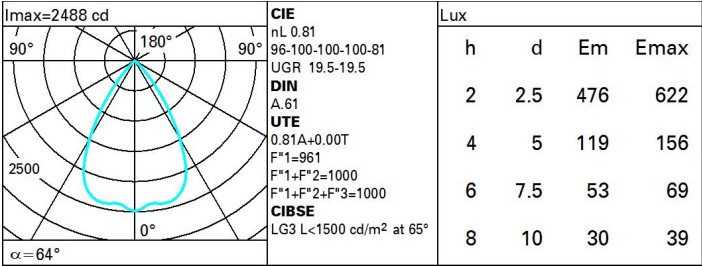 Imax=2488 cd
90°
180°
90°
2500
0°
α=64°
CIE
nL 0.81
96-100-100-100-81
UGR 19.5-19.5
DIN
A.61
UTE
0.81A+0.00T
F"1=961
F"1+F"2=1000
F"1+F"2+F"3=1000
CIBSE
LG3 L<1500 cd/m² at 65°
Lux
h d Em Emax
2 2.5 476 622
4 5 119 156
6 7.5 53 69
8 10 30 39